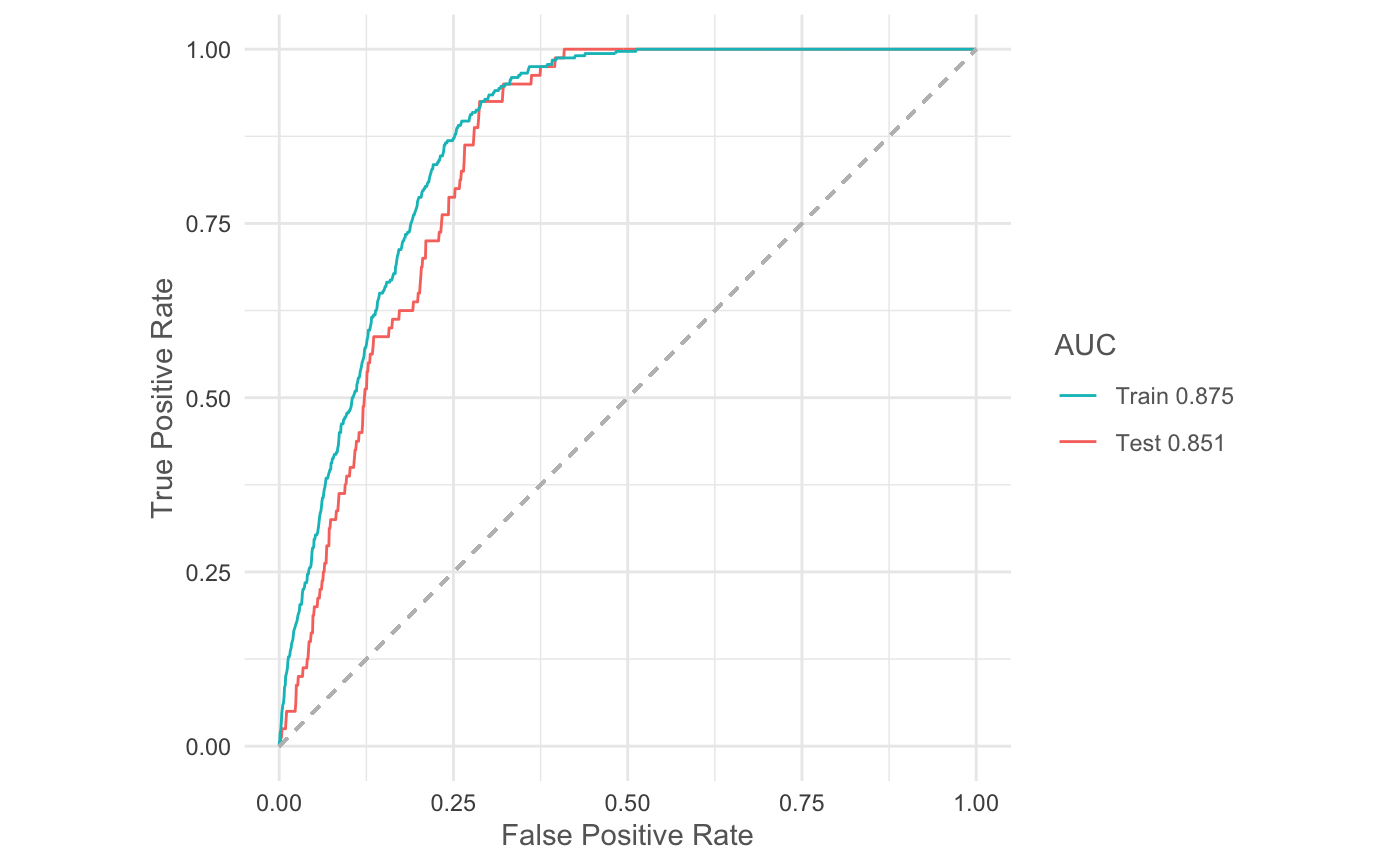 1.00
0.75
0.50
0.25
0.00
True Positive Rate
0.00 0.25 0.50 0.75 1.00
False Positive Rate
AUC
Train 0.875
Test 0.851